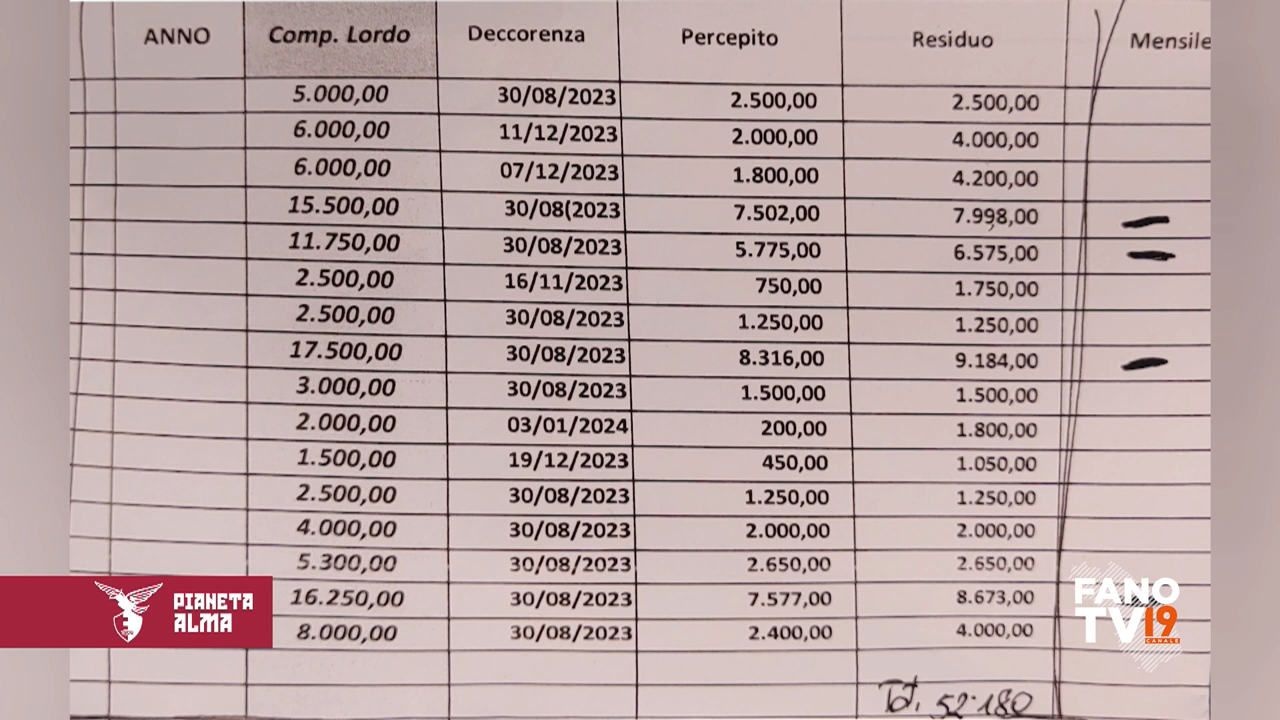 ANNO Comp. Lordo Deccorenza Percepito Residuo Mensile
5.000,00 30/08/2023 2.500,00 2.500,00
6.000,00 11/12/2023 2.000,00 4.000,00
6.000,00 07/12/2023 1.800,00 4.200,00
15.500,00 30/08(2023 7.502,00 7.998,00
11.750,00 30/08/2023 5.775,00 6.575,00
2.500,00 16/11/2023 750,00 1.750,00
2.500,00 30/08/2023 1.250,00 1.250,00
17.500,00 30/08/2023 8.316,00 9.184,00
3.000,00 30/08/2023 1.500,00 1.500,00
2.000,00 03/01/2024 200,00 1.800,00
1.500,00 19/12/2023 450,00 1.050,00
2.500,00 30/08/2023 1.250,00 1.250,00
4.000,00 30/08/2023 2.000,00 2.000,00
5.300,00 30/08/2023 2.650,00 2.650,00
16.250,00 30/08/2023 7.577,00 8.673,00
8.000,00 30/08/2023 2.400,00 4.000,00
Tot. 52.180
PIANETA
ALMA
FANO
TV19
CANALE